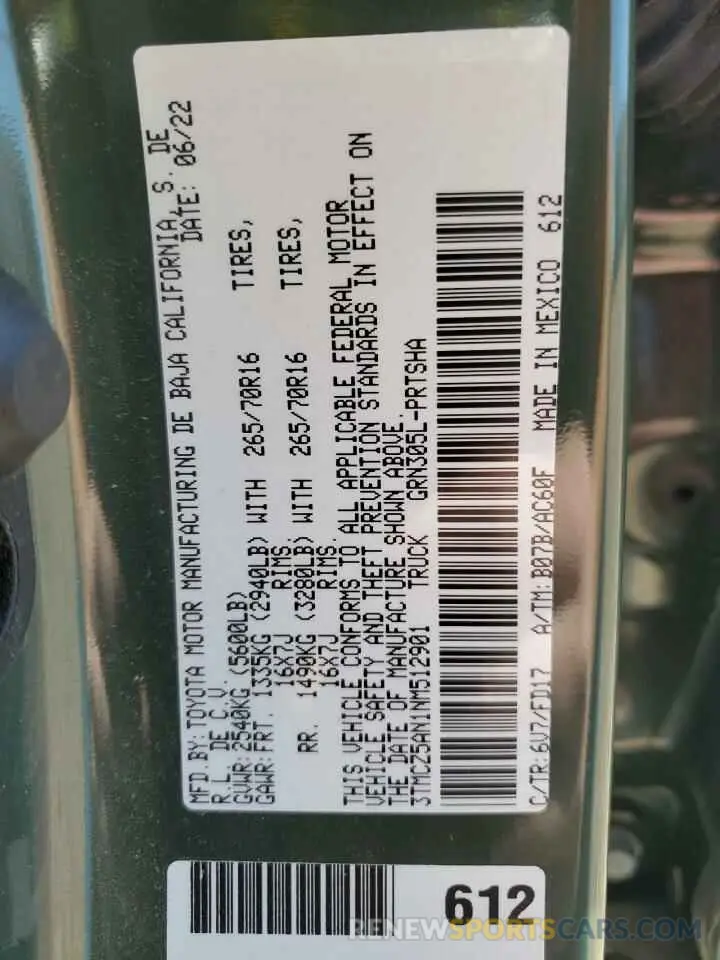 MFD.BY:TOYOTA MOTOR MANUFACTURING DE BAJA CALIFORNIA,S. DE
R.L. DE C.V. DATE: 06/22
GVWR:2540KG (5600LB)
GAWR:FRT. 1335KG (2940LB) WITH 265/70R16 TIRES,
16X7J RIMS.
RR. 1490KG (3280LB) WITH 265/70R16 TIRES,
16X7J RIMS.
THIS VEHICLE CONFORMS TO ALL APPLICABLE FEDERAL MOTOR
VEHICLE SAFETY AND THEFT PREVENTION STANDARDS IN EFFECT ON
THE DATE OF MANUFACTURE SHOWN ABOVE.
3TMCZ5AN1NM512901 TRUCK GRN305L-PRTSHA
C/TR:6V7/FD17 A/TM:B07B/AC60F MADE IN MEXICO 612
612
RENEWSPORTSCARS.COM